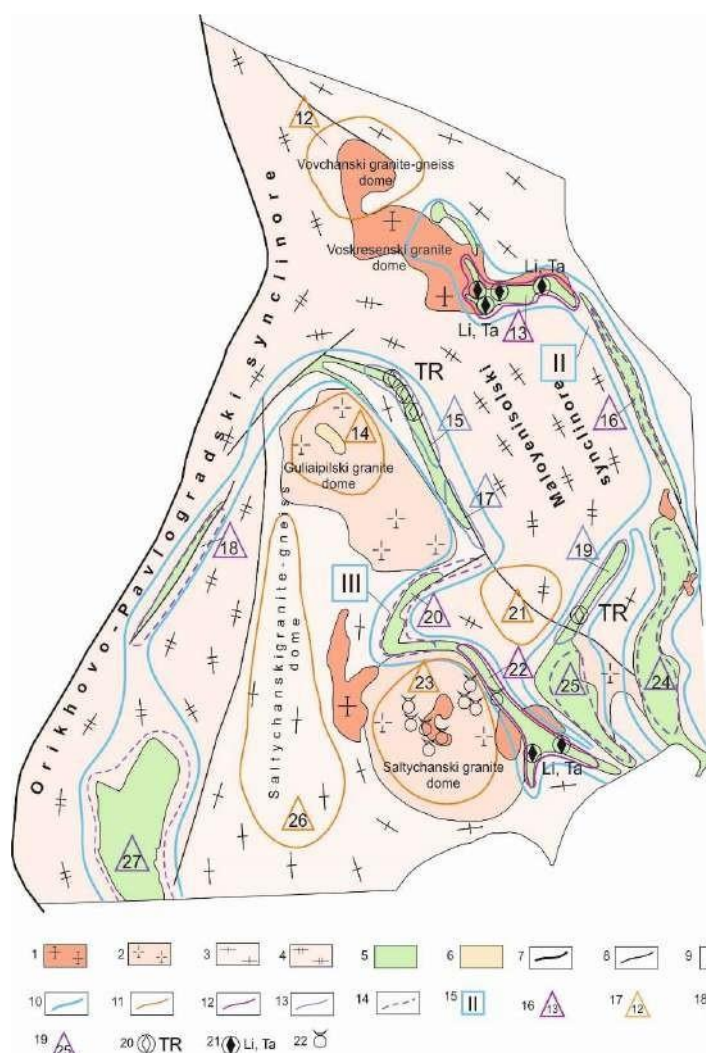 12
Vovchanski granite-gneiss
dome
Voskresenski granite
dome
Li, Ta
Li, Ta
13
II
16
Orikhovo-Pavlogradski synclinore
Maloyenisolski
synclinore
TR
15
14
Guliaipilski granite
dome
17
18
19
III
20
21
TR
22
23
24
25
Saltychanskigranite-gneiss
dome
Saltychanski granite
dome
Li, Ta
26
27
1
2
3
4
5
6
7
8
9
10
11
12
13
14
15 II
16 13
17 12
18
19 25
20 TR
21 Li, Ta
22